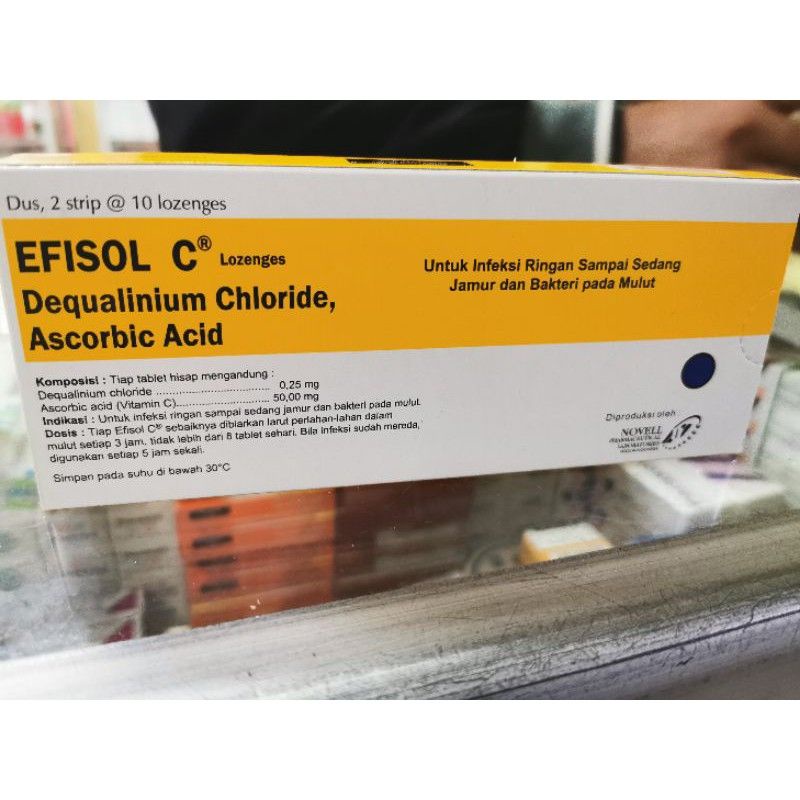 Dus, 2 strip @ 10 lozenges
EFISOL C® Lozenges
Dequalinium Chloride,
Ascorbic Acid
Untuk Infeksi Ringan Sampai Sedang
Jamur dan Bakteri pada Mulut
Komposisi : Tiap tablet hisap mengandung :
Dequalinium chloride .............................. 0,25 mg
Ascorbic acid (Vitamin C)......................... 50,00 mg
Indikasi : Untuk infeksi ringan sampai sedang jamur dan bakteri pada mulut.
Dosis : Tiap Efisol C® sebaiknya dibiarkan larut perlahan-lahan dalam
mulut setiap 3 jam, tidak lebih dari 8 tablet sehari. Bila infeksi sudah mereda,
digunakan setiap 5 jam sekali.
Simpan pada suhu di bawah 30°C
Diproduksi oleh
NOVELL
PHARMACEUTICAL
LABORATORIES